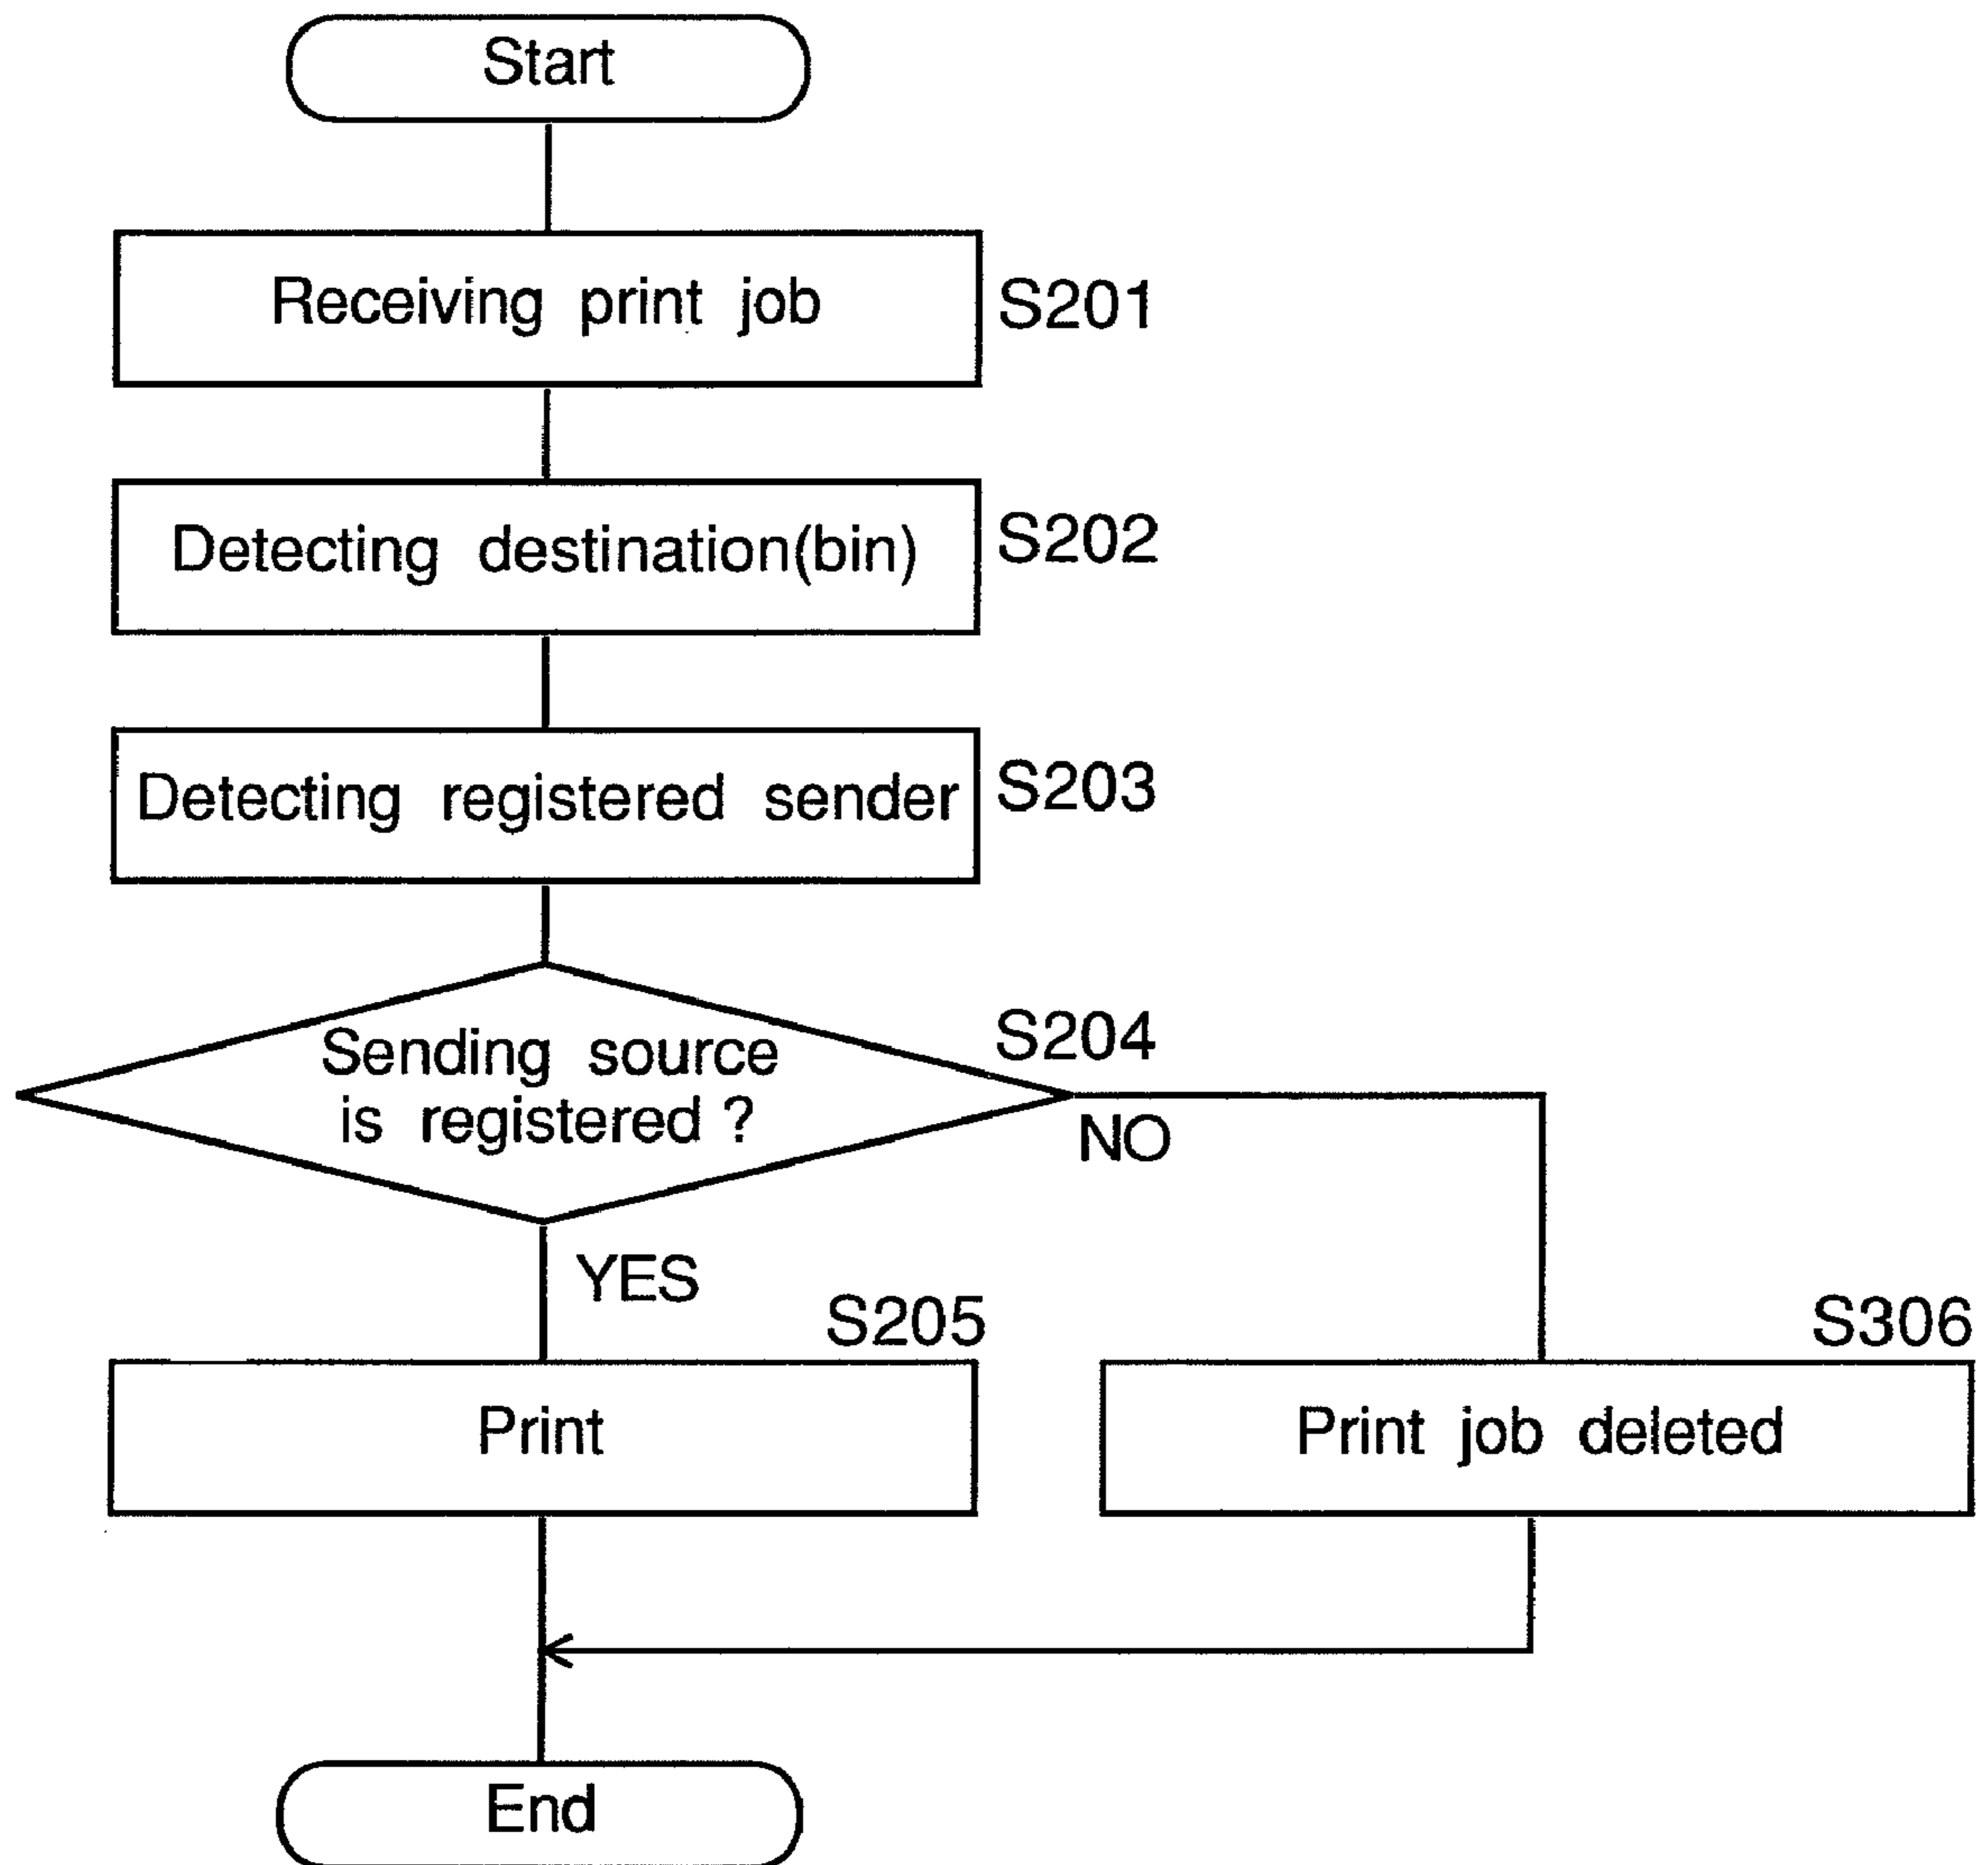 Start
Receiving print job
S201
Detecting destination(bin)
S202
Detecting registered sender
S203
Sending source
is registered ?
S204
NO
YES
S205
S306
Print
Print job deleted
End